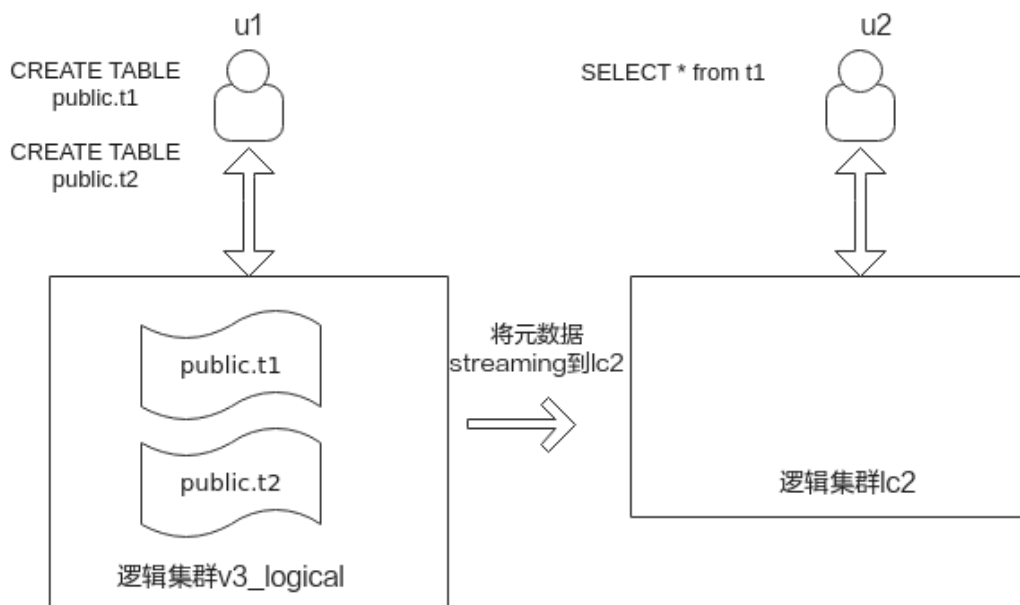 u1
CREATE TABLE
public.t1
CREATE TABLE
public.t2
u2
SELECT * from t1
public.t1
public.t2
逻辑集群v3_logical
将元数据
streaming到lc2
逻辑集群lc2